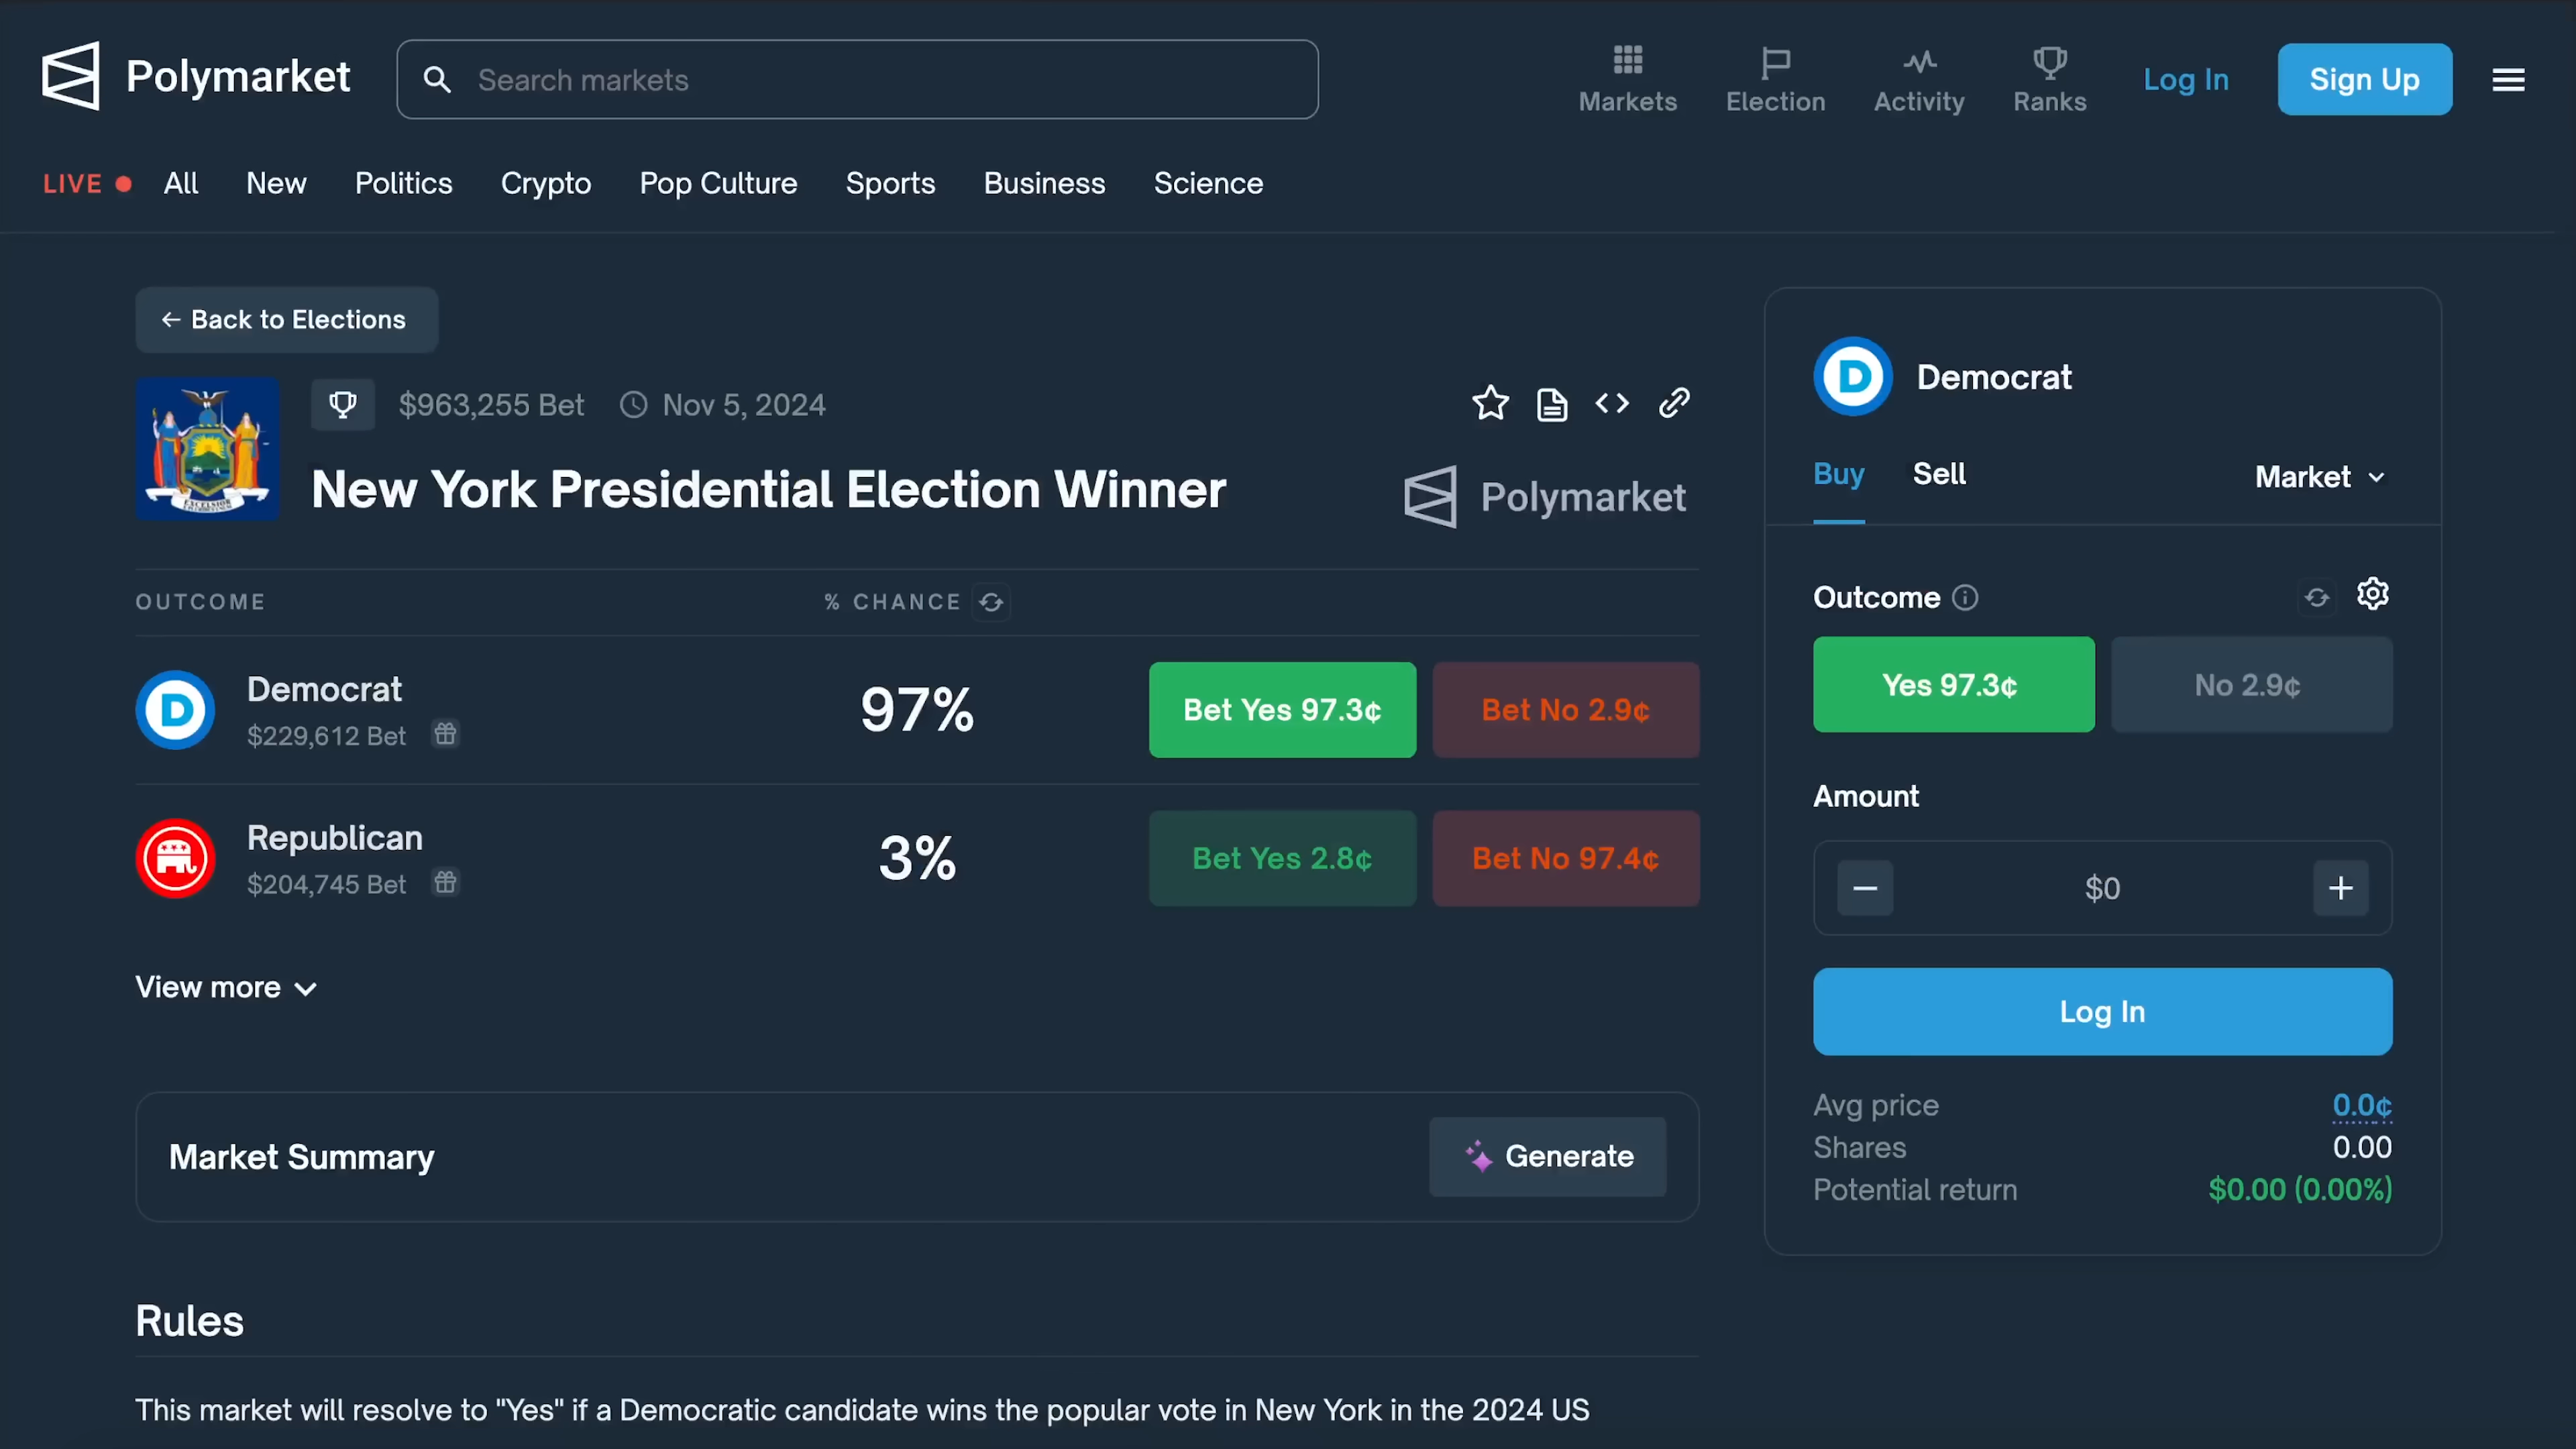 Polymarket
Search markets
Markets
Election
Activity
Ranks
Log In
Sign Up
LIVE
All
New
Politics
Crypto
Pop Culture
Sports
Business
Science
← Back to Elections
$963,255 Bet
Nov 5, 2024
New York Presidential Election Winner
Polymarket
OUTCOME
% CHANCE
Democrat
$229,612 Bet
97%
Bet Yes 97.3¢
Bet No 2.9¢
Republican
$204,745 Bet
3%
Bet Yes 2.8¢
Bet No 97.4¢
View more
Market Summary
Generate
Rules
This market will resolve to "Yes" if a Democratic candidate wins the popular vote in New York in the 2024 US
D Democrat
Buy
Sell
Market
Outcome
Yes 97.3¢
No 2.9¢
Amount
$0
Log In
Avg price 0.0¢
Shares 0.00
Potential return $0.00 (0.00%)